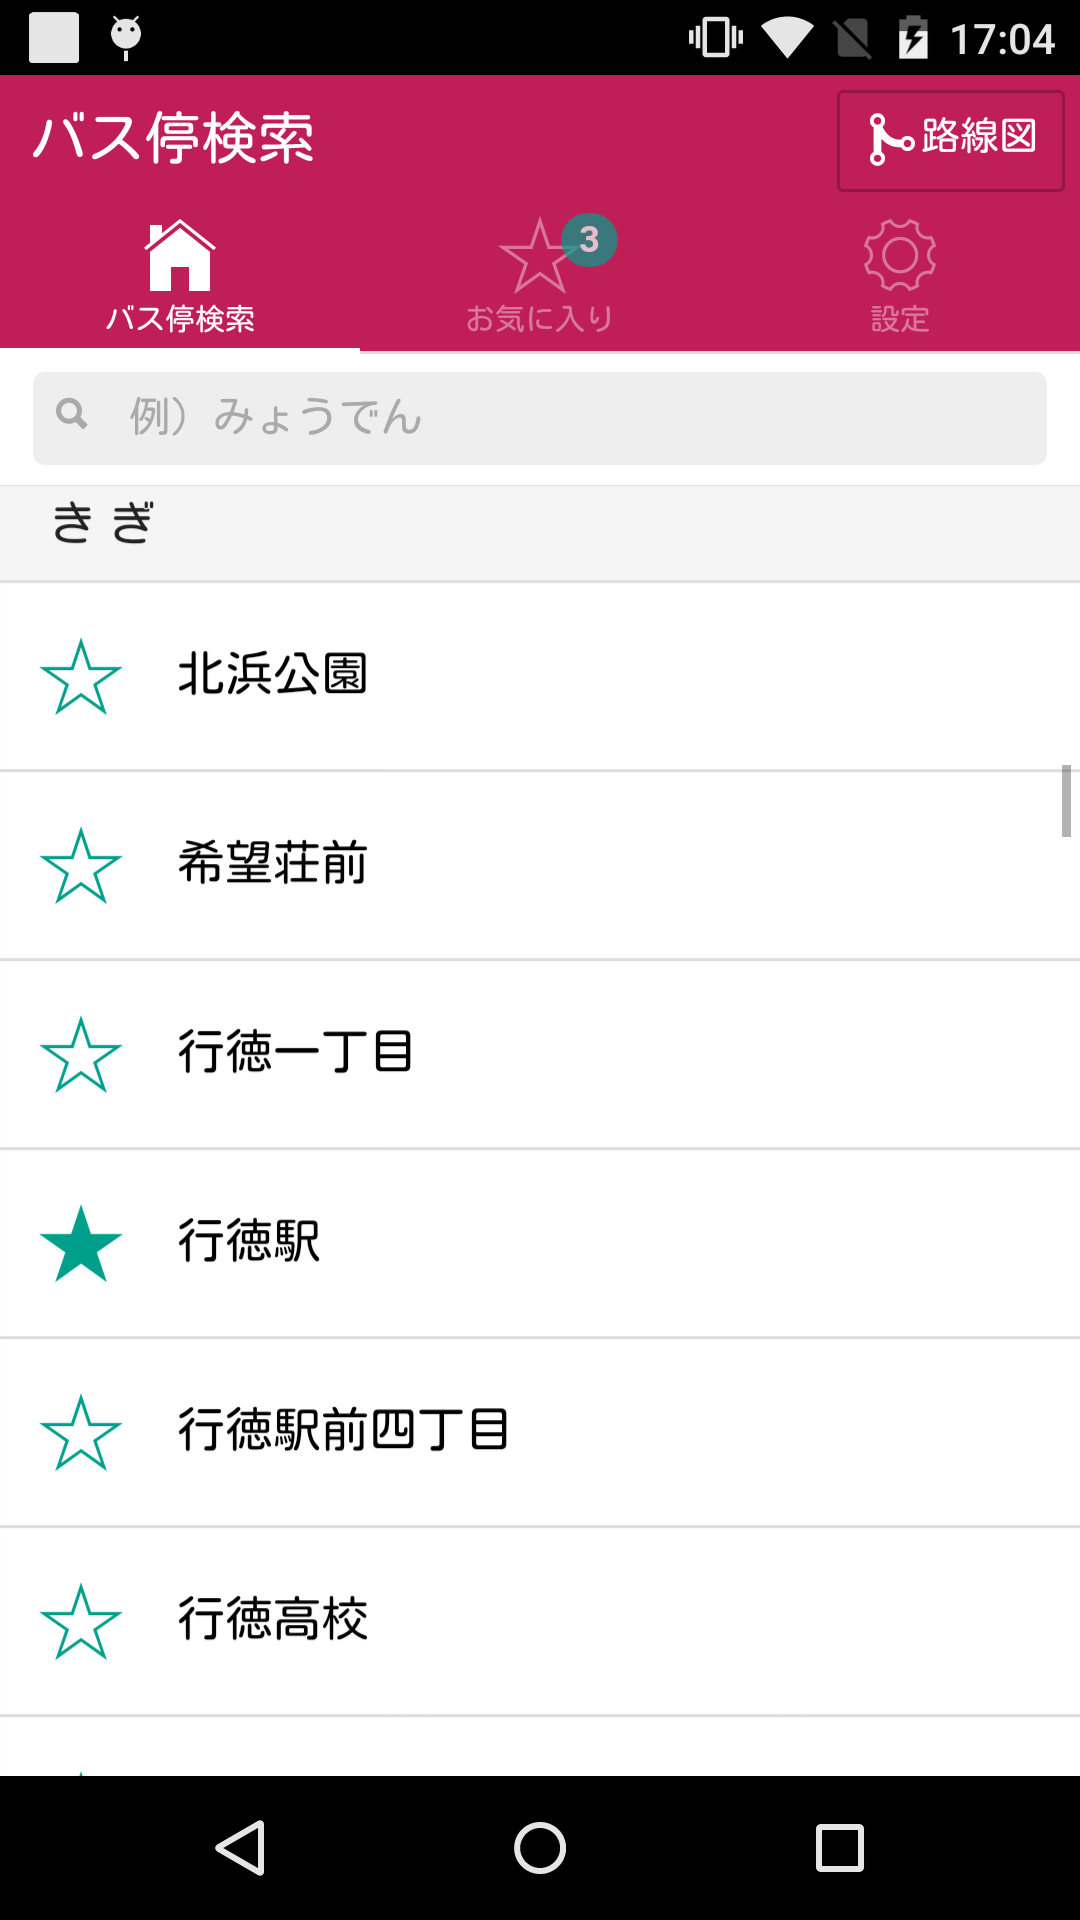 17:04
バス停検索
路線図
3
バス停検索
お気に入り
設定
例）みょうでん
き ぎ
北浜公園
希望荘前
行徳一丁目
行徳駅
行徳駅前四丁目
行徳高校